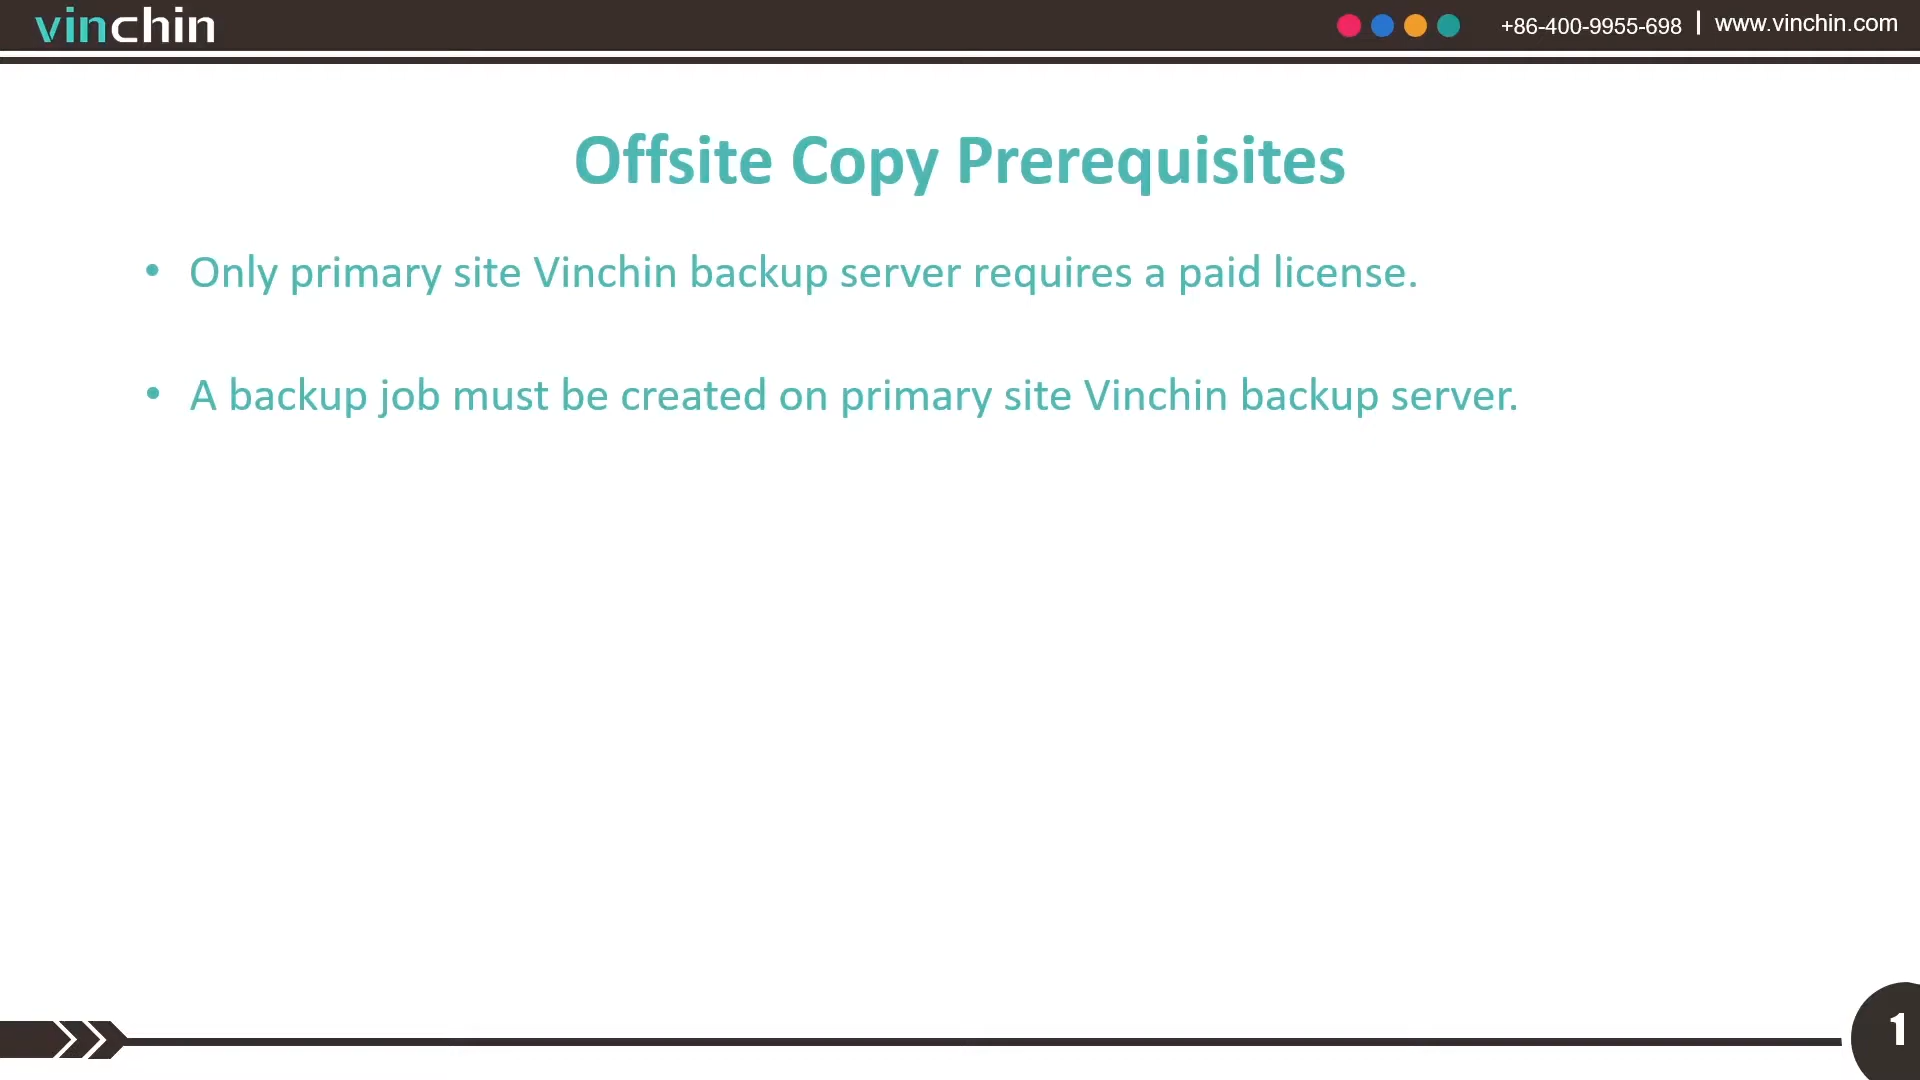 vinchin
+86-400-9955-698 | www.vinchin.com
Offsite Copy Prerequisites
• Only primary site Vinchin backup server requires a paid license.
• A backup job must be created on primary site Vinchin backup server.
1